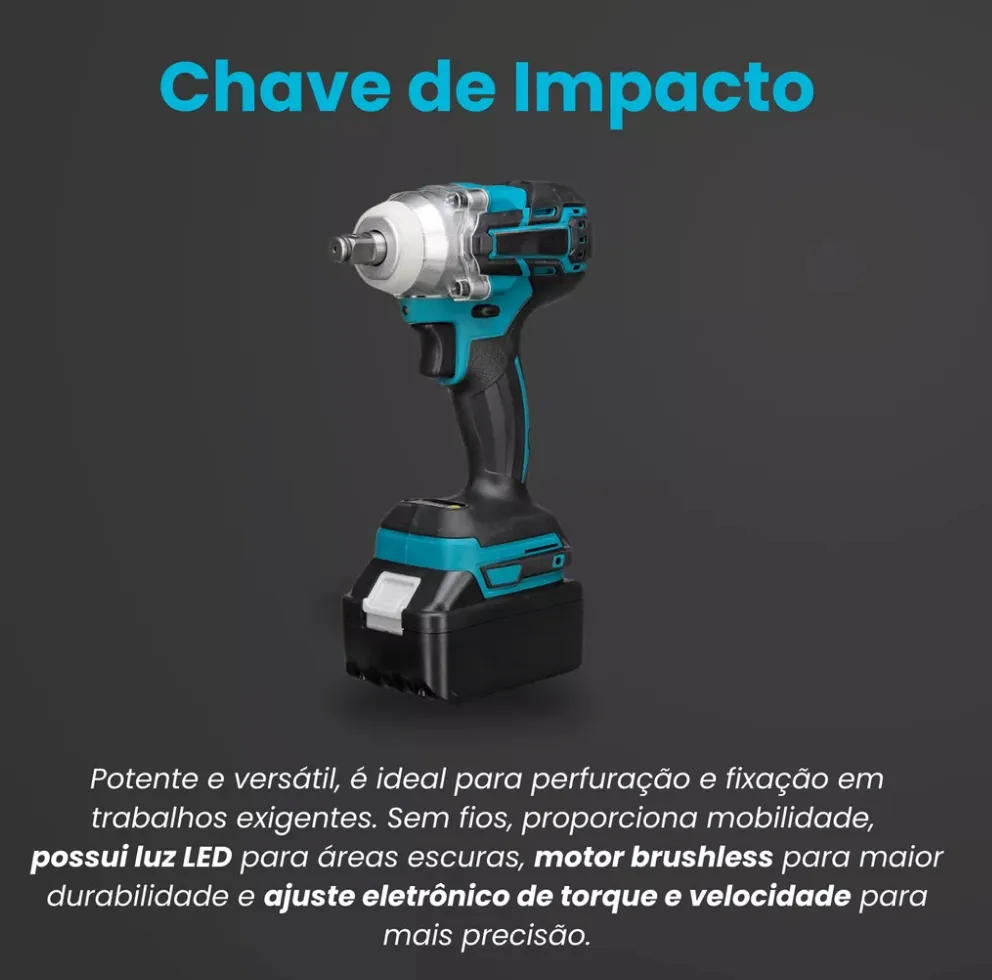 Chave de Impacto
Potente e versátil, é ideal para perfuração e fixação em
trabalhos exigentes. Sem fios, proporciona mobilidade,
possui luz LED para áreas escuras, motor brushless para maior
durabilidade e ajuste eletrônico de torque e velocidade para
mais precisão.